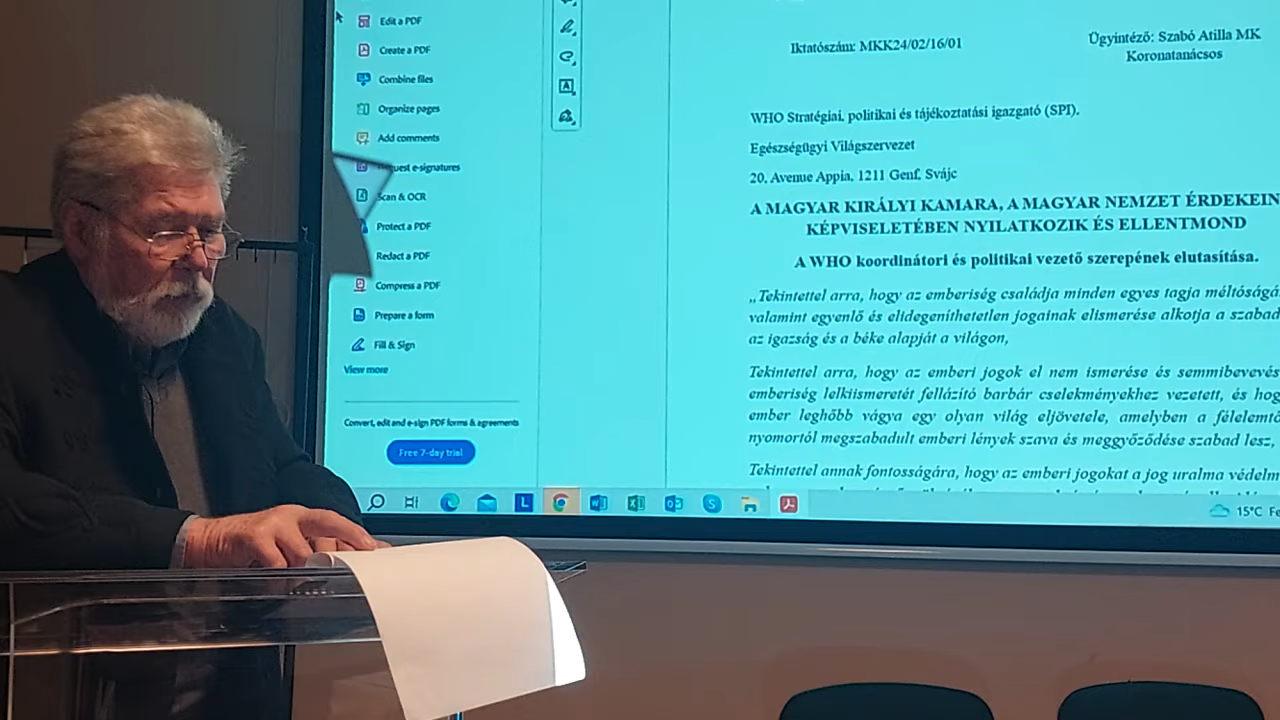 Edit a PDF
Create a PDF
Combine files
Organize pages
Add comments
Request e-signatures
Scan & OCR
Protect a PDF
Redact a PDF
Compress a PDF
Prepare a form
Fill & Sign
View more
Convert, edit and e-sign PDF forms & agreements
Free 7-day trial
Iktatószám: MKK24/02/16/01
Ügyintéző: Szabó Atilla MK
Koronatanácsos
WHO Stratégiai, politikai és tájékoztatási igazgató (SPI).
Egészségügyi Világszervezet
20, Avenue Appia, 1211 Genf, Svájc
A MAGYAR KIRÁLYI KAMARA, A MAGYAR NEMZET ÉRDEKEIN
KÉPVISELETÉBEN NYILATKOZIK ÉS ELLENTMOND
A WHO koordinátori és politikai vezető szerepének elutasítása.
„Tekintettel arra, hogy az emberiség családja minden egyes tagja méltóságá
valamint egyenlő és elidegeníthetetlen jogainak elismerése alkotja a szabad
az igazság és a béke alapját a világon,
Tekintettel arra, hogy az emberi jogok el nem ismerése és semmibevevés
emberiség lelkiismeretét fellázító barbár cselekményekhez vezetett, és hog
ember leghőbb vágya egy olyan világ eljövetele, amelyben a félelemtő
nyomortól megszabadult emberi lények szava és meggyőződése szabad lesz,
Tekintettel annak fontosságára, hogy az emberi jogokat a jog uralma védelm
15°C Fe